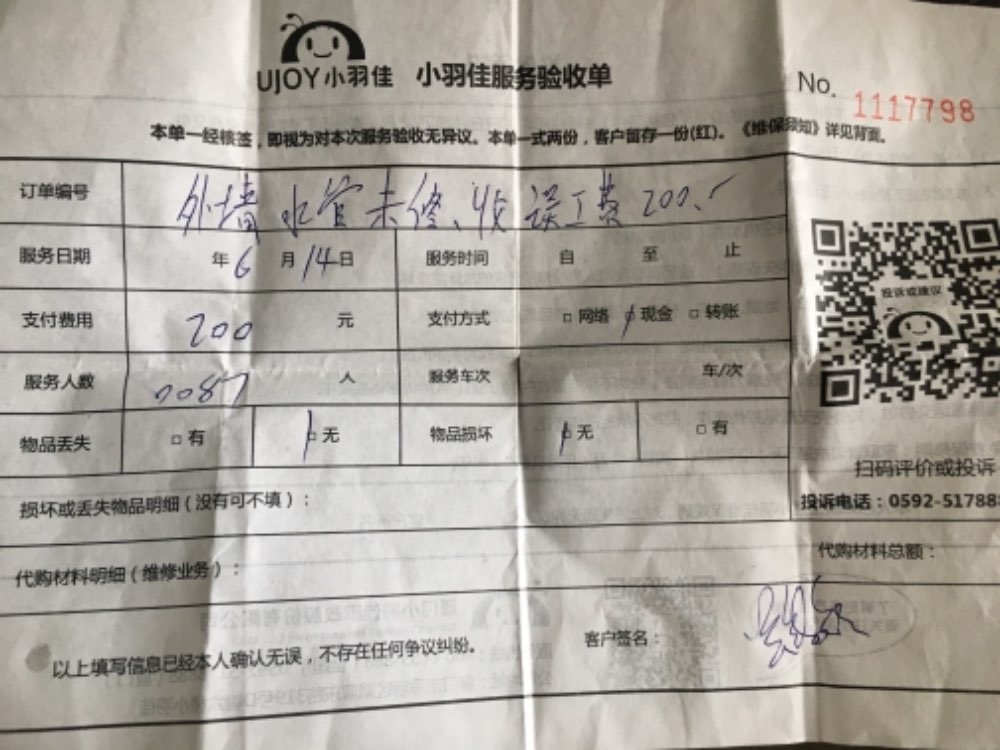 UJOY小羽佳 小羽佳服务验收单
No. 1117798
本单一经核签，即视为对本次服务验收无异议。本单一式两份，客户留存一份(红)。《维保须知》详见背面。
订单编号 外墙水管未修、收误工费200.
服务日期 年6月14日 服务时间 自 至 止
支付费用 200 元 支付方式 □网络 □现金 □转账
服务人数 2087 人 服务车次 车/次
物品丢失 □有 □无 物品损坏 □无 □有
投诉或建议
扫码评价或投诉
投诉电话：0592-51788
损坏或丢失物品明细（没有可不填）：
代购材料明细（维修业务）：
代购材料总额：
以上填写信息已经本人确认无误，不存在任何争议纠纷。
客户签名：